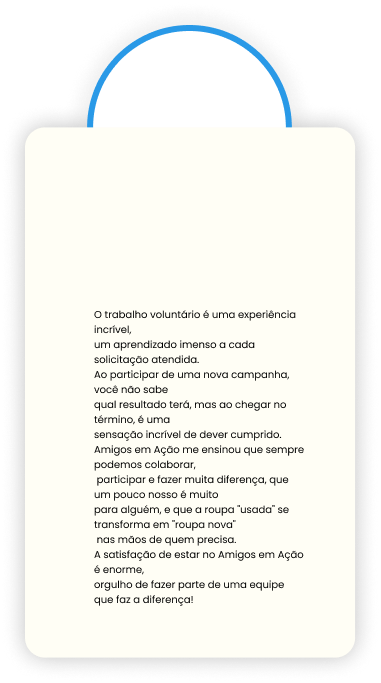 O trabalho voluntário é uma experiência
incrível,
um aprendizado imenso a cada
solicitação atendida.
Ao participar de uma nova campanha,
você não sabe
qual resultado terá, mas ao chegar no
término, é uma
sensação incrível de dever cumprido.
Amigos em Ação me ensinou que sempre
podemos colaborar,
participar e fazer muita diferença, que
um pouco nosso é muito
para alguém, e que a roupa "usada" se
transforma em "roupa nova"
nas mãos de quem precisa.
A satisfação de estar no Amigos em Ação
é enorme,
orgulho de fazer parte de uma equipe
que faz a diferença!